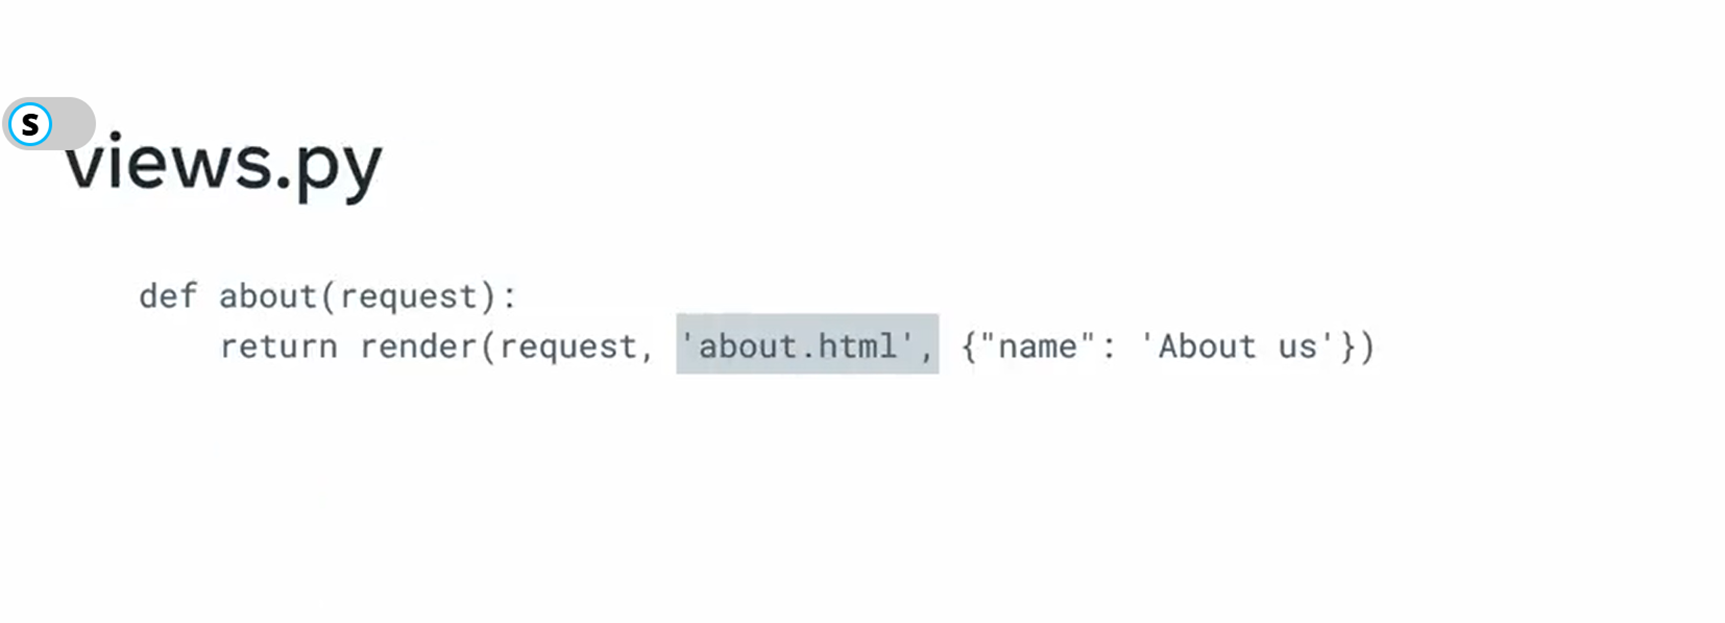 S
views.py
def about(request):
    return render(request, 'about.html', {"name": 'About us'})